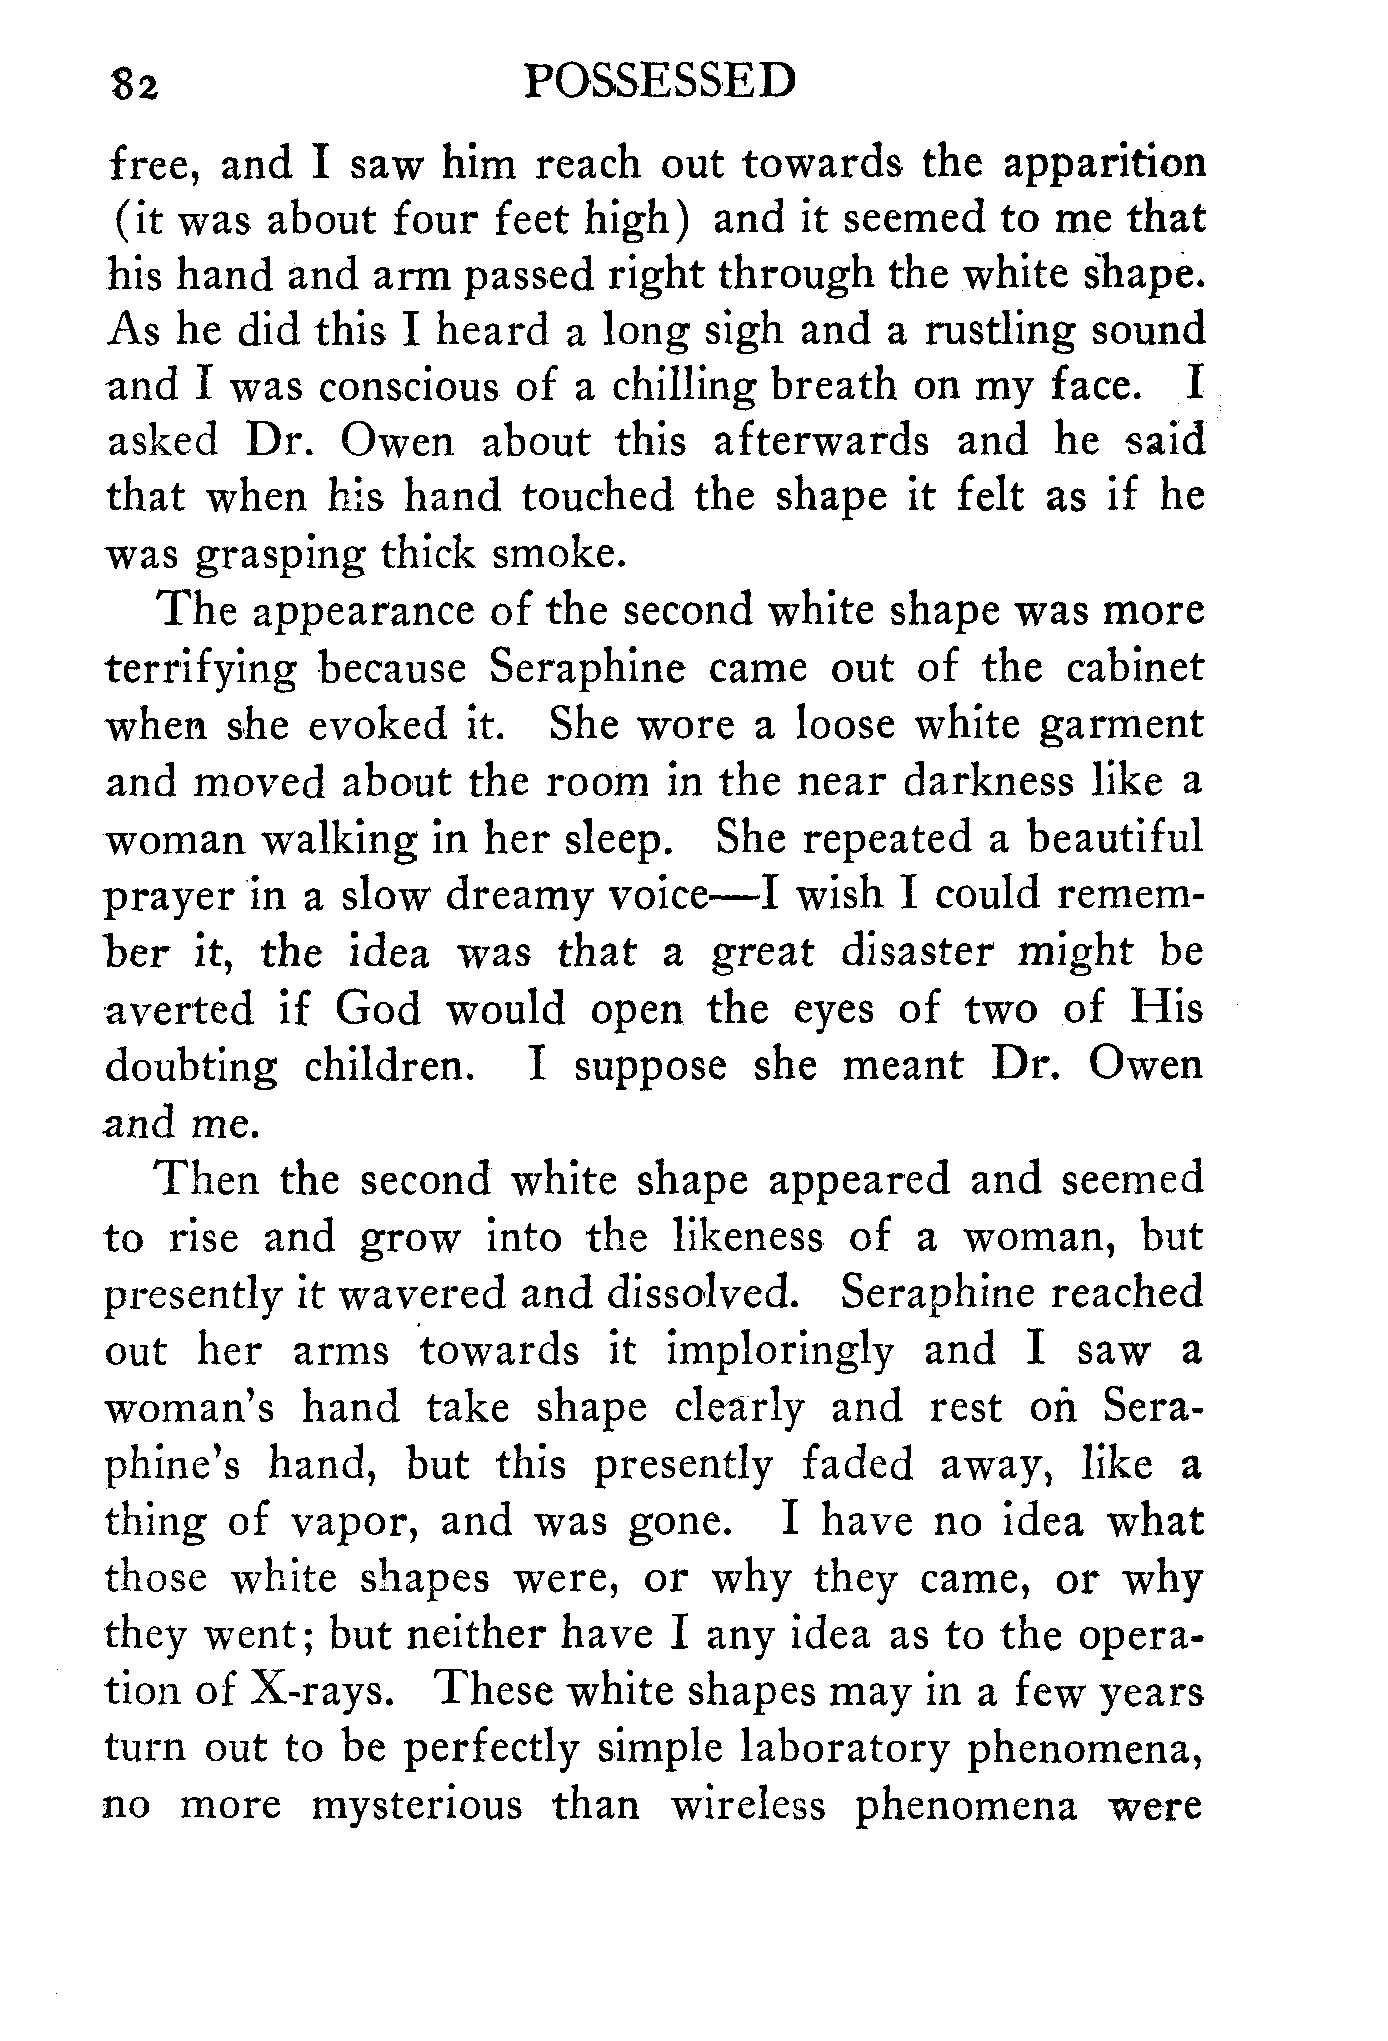 82 POSSESSED
free, and I saw him reach out towards the apparition
(it was about four feet high) and it seemed to me that
his hand and arm passed right through the white shape.
As he did this I heard a long sigh and a rustling sound
and I was conscious of a chilling breath on my face. I
asked Dr. Owen about this afterwards and he said
that when his hand touched the shape it felt as if he
was grasping thick smoke.
The appearance of the second white shape was more
terrifying because Seraphine came out of the cabinet
when she evoked it. She wore a loose white garment
and moved about the room in the near darkness like a
woman walking in her sleep. She repeated a beautiful
prayer in a slow dreamy voice—I wish I could remem-
ber it, the idea was that a great disaster might be
averted if God would open the eyes of two of His
doubting children. I suppose she meant Dr. Owen
and me.
Then the second white shape appeared and seemed
to rise and grow into the likeness of a woman, but
presently it wavered and dissolved. Seraphine reached
out her arms towards it imploringly and I saw a
woman's hand take shape clearly and rest on Sera-
phine's hand, but this presently faded away, like a
thing of vapor, and was gone. I have no idea what
those white shapes were, or why they came, or why
they went; but neither have I any idea as to the opera-
tion of X-rays. These white shapes may in a few years
turn out to be perfectly simple laboratory phenomena,
no more mysterious than wireless phenomena were